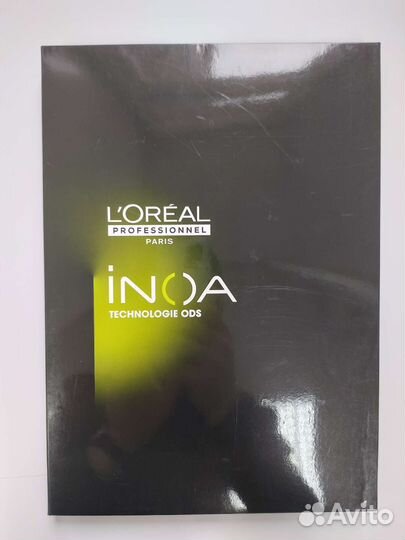 L'ORÉAL
PROFESSIONNEL
PARIS
iNOA
TECHNOLOGIE ODS
Avito